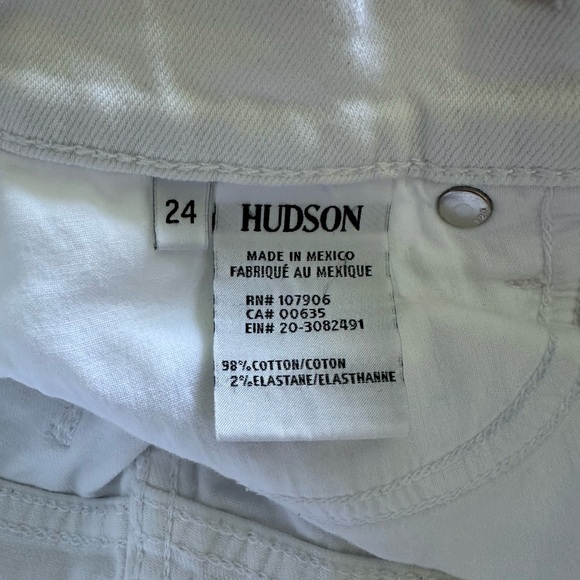 24
HUDSON
MADE IN MEXICO
FABRIQUÉ AU MEXIQUE
RN# 107906
CA# 00635
EIN# 20-3082491
98%COTTON/COTON
2%ELASTANE/ELASTHANNE